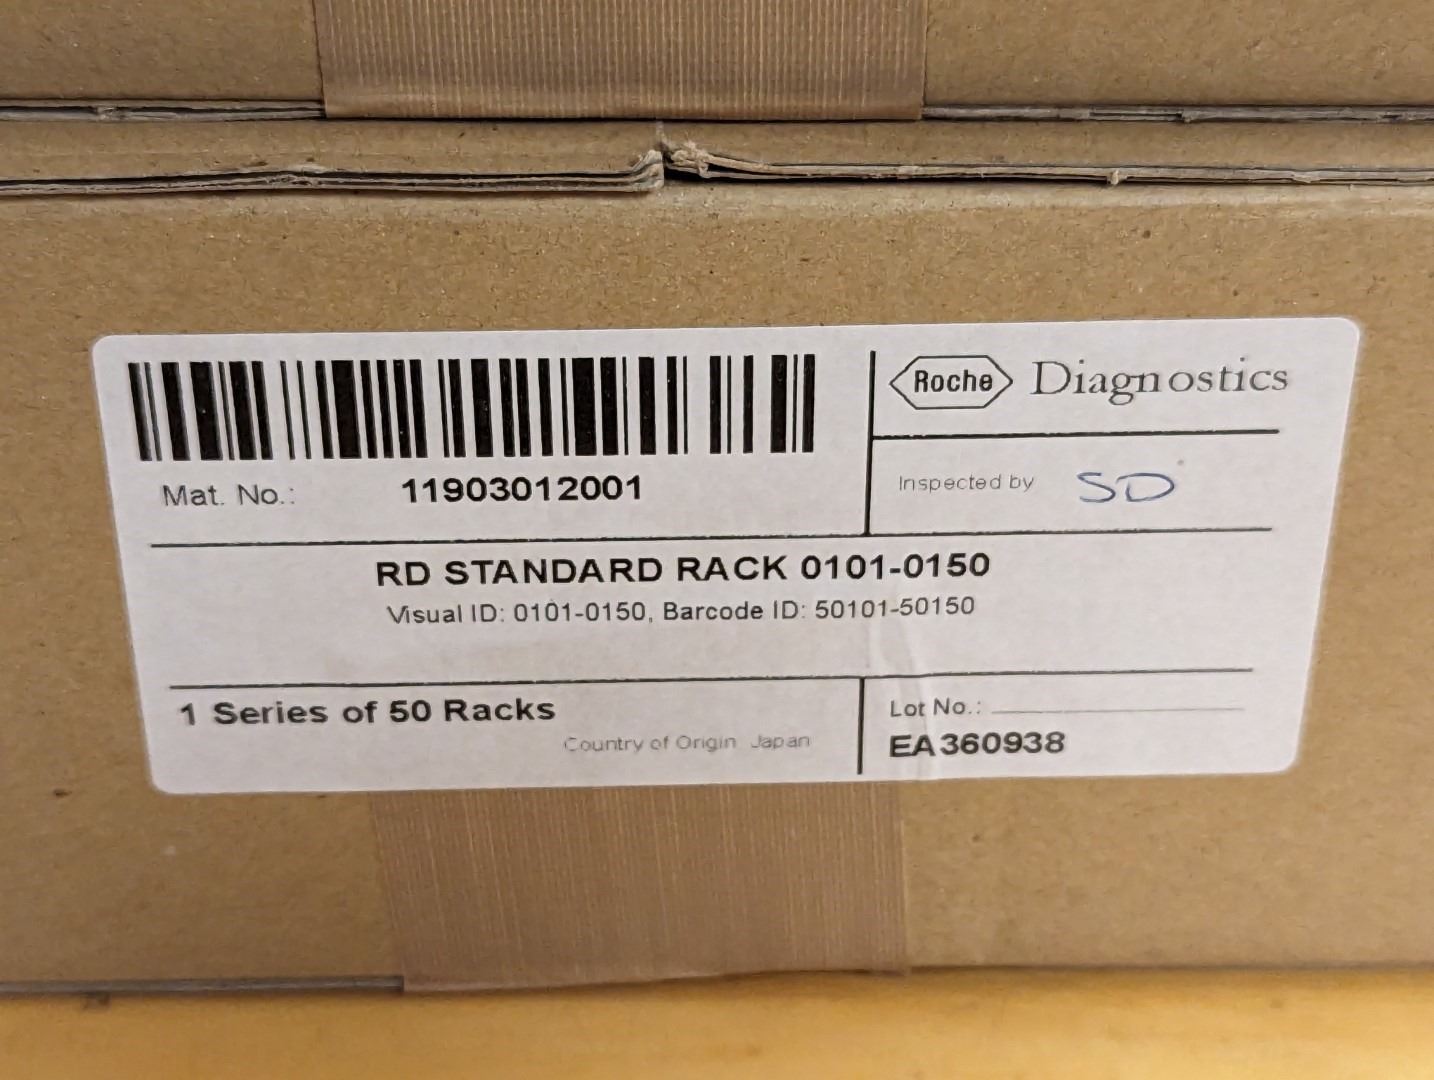 Roche Diagnostics
Mat. No.: 11903012001
Inspected by SD
RD STANDARD RACK 0101-0150
Visual ID: 0101-0150, Barcode ID: 50101-50150
1 Series of 50 Racks
Country of Origin Japan
Lot No.:
EA360938